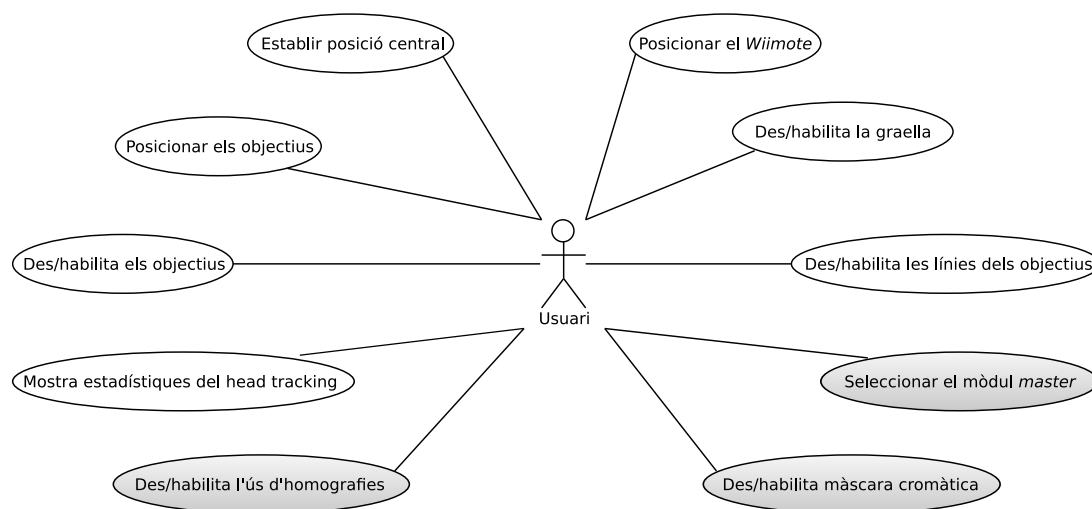 Establir posició central
Posicionar el Wiimote
Posicionar els objectius
Des/habilita la graella
Des/habilita els objectius
Des/habilita les línies dels objectius
Usuari
Mostra estadístiques del head tracking
Seleccionar el mòdul master
Des/habilita l'ús d'homografies
Des/habilita màscara cromàtica